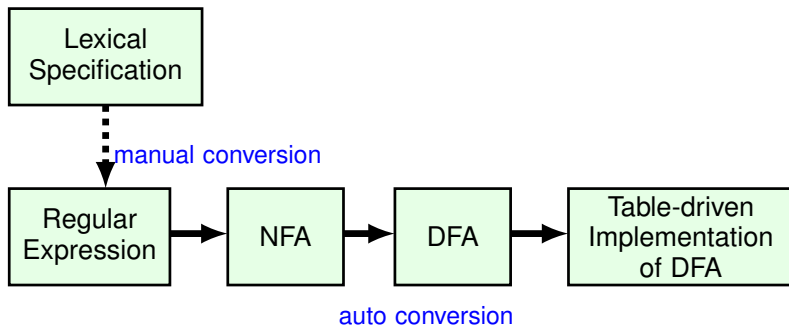 Lexical
Specification
manual conversion
Regular
Expression
NFA
DFA
Table-driven
Implementation
of DFA
auto conversion